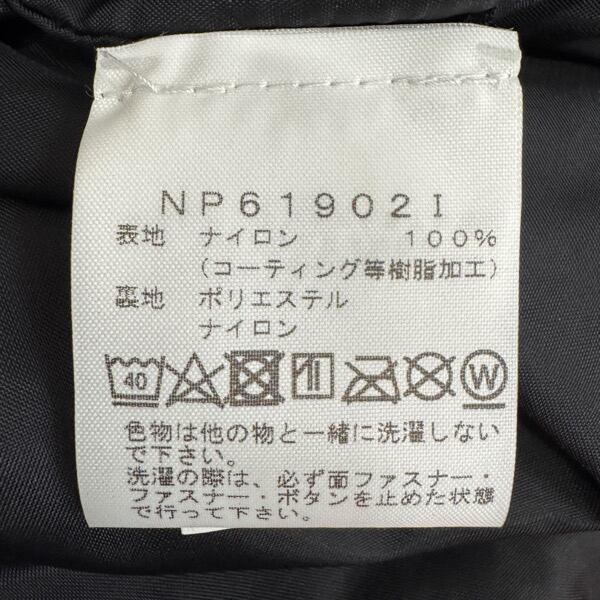 NP61902I
表地 ナイロン 100%
(コーティング等樹脂加工)
裏地 ポリエステル
ナイロン
40
W
色物は他の物と一緒に洗濯しない
で下さい。
洗濯の際は、必ず面ファスナー・
ファスナー・ボタンを止めた状態
で行って下さい。